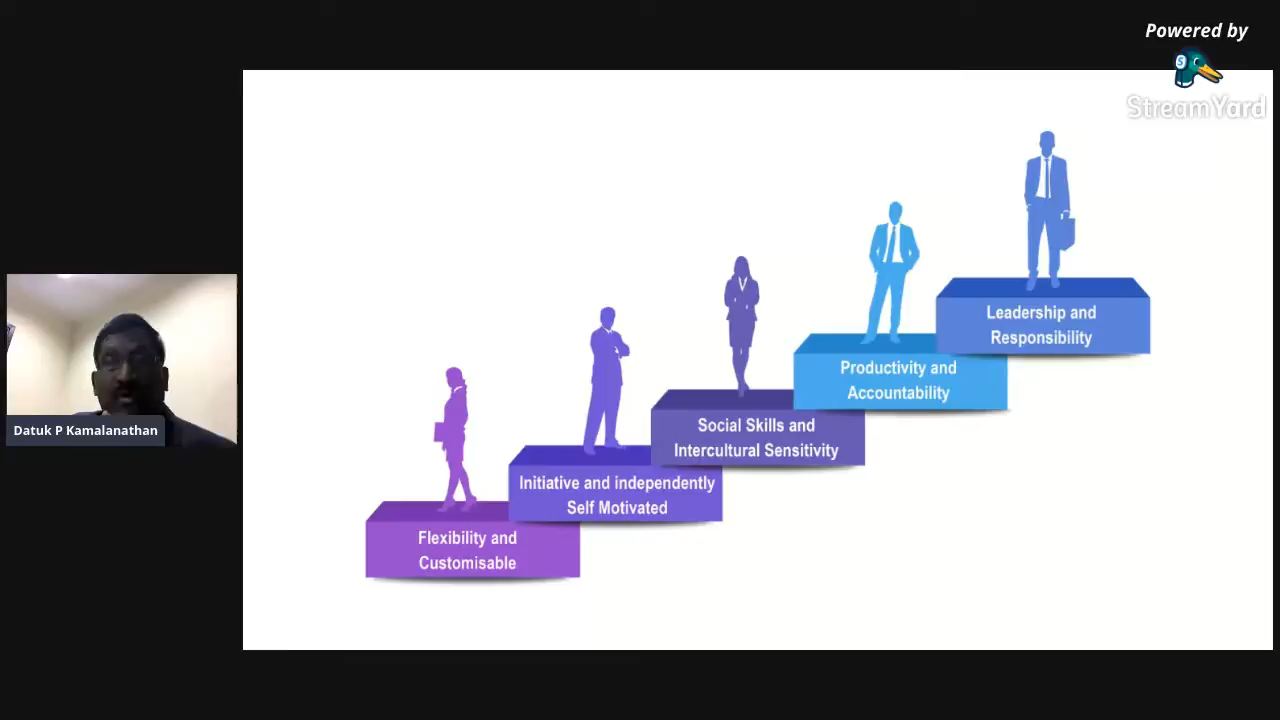 Powered by
StreamYard
Leadership and
Responsibility
Productivity and
Accountability
Social Skills and
Intercultural Sensitivity
Initiative and independently
Self Motivated
Flexibility and
Customisable
Datuk P Kamalanathan